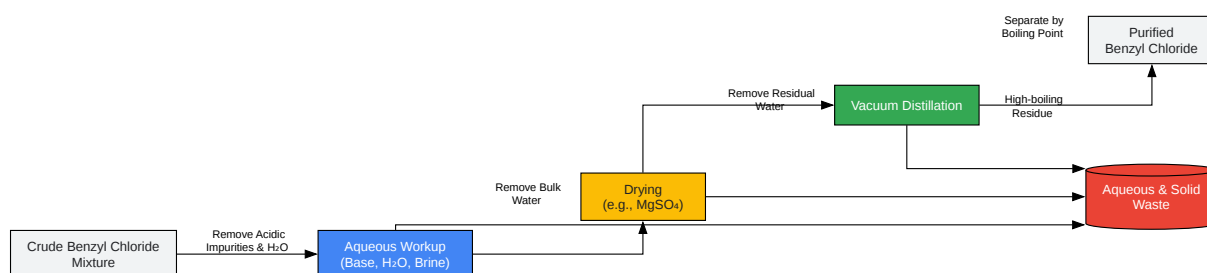 Separate by
Boiling Point
Purified
Benzyl Chloride
Remove Residual
Water
Vacuum Distillation
High-boiling
Residue
Remove Bulk
Water
Drying
(e.g., MgSO₄)
Aqueous & Solid
Waste
Crude Benzyl Chloride
Mixture
Remove Acidic
Impurities & H₂O
Aqueous Workup
(Base, H₂O, Brine)